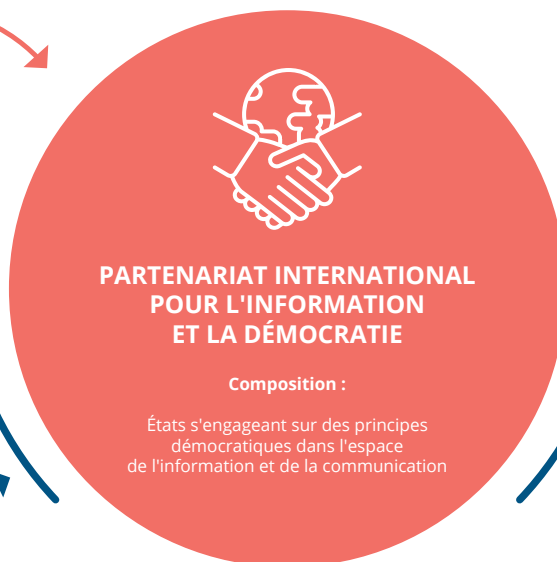 PARTENARIAT INTERNATIONAL
POUR L'INFORMATION
ET LA DÉMOCRATIE
Composition :
États s'engageant sur des principes
démocratiques dans l'espace
de l'information et de la communication